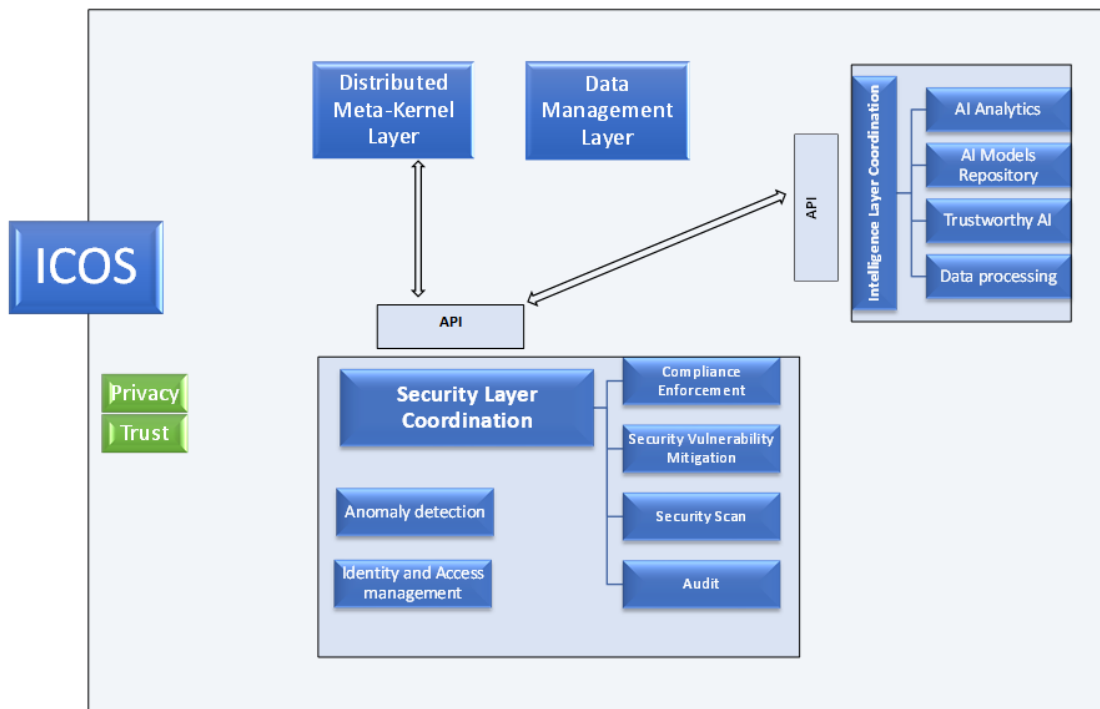 Distributed
Meta-Kernel
Layer
Data
Management
Layer
Intelligence Layer Coordination
AI Analytics
AI Models
Repository
Trustworthy AI
Data processing
API
ICOS
API
Privacy
Trust
Security Layer
Coordination
Compliance
Enforcement
Security Vulnerability
Mitigation
Anomaly detection
Security Scan
Identity and Access
management
Audit